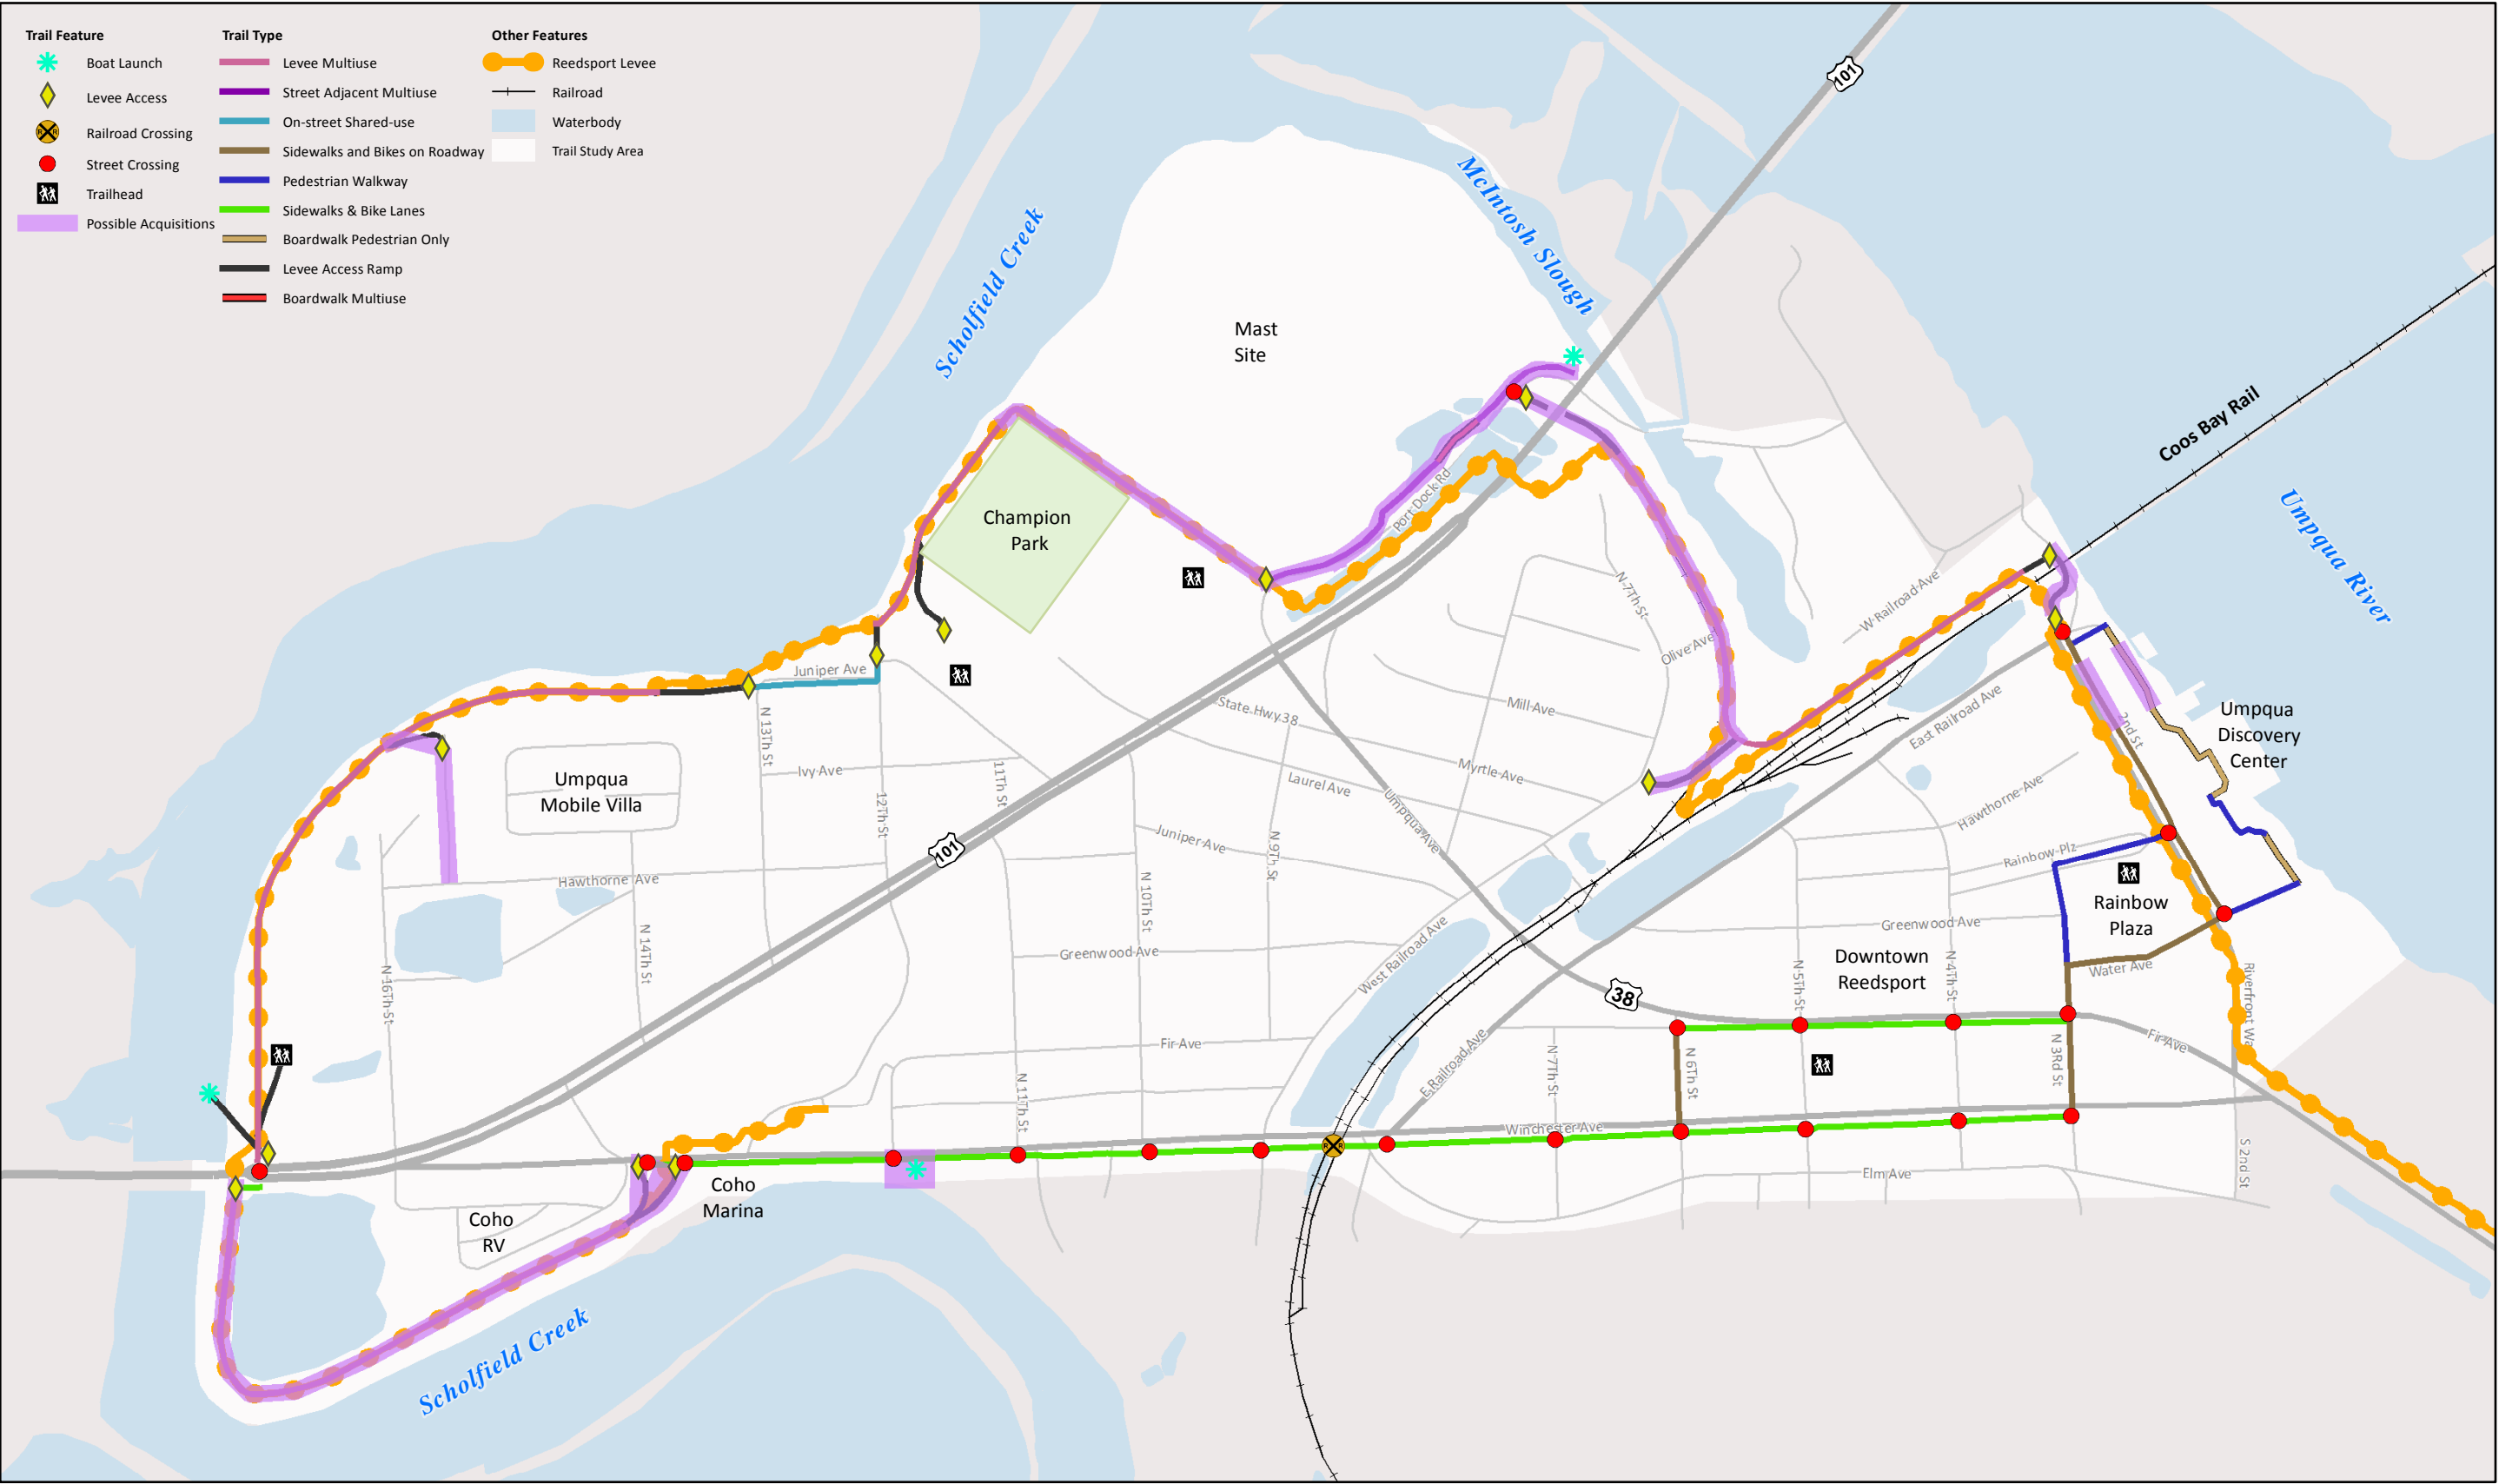 Trail Feature
Boat Launch
Levee Access
Railroad Crossing
Street Crossing
Trailhead
Possible Acquisitions
Trail Type
Levee Multiuse
Street Adjacent Multiuse
On-street Shared-use
Sidewalks and Bikes on Roadway
Pedestrian Walkway
Sidewalks & Bike Lanes
Boardwalk Pedestrian Only
Levee Access Ramp
Boardwalk Multiuse
Other Features
Reedsport Levee
Railroad
Waterbody
Trail Study Area
101
McIntosh Slough
Scholfield Creek
Mast
Site
Coos Bay Rail
Umpqua River
Port Dock Rd
Champion
Park
N 7Th St
W Railroad Ave
Olive Ave
Juniper Ave
State Hwy 38
Mill Ave
East Railroad Ave
2nd St
Umpqua
Discovery
Center
N 13Th St
Ivy Ave
11Th St
12Th St
Laurel Ave
Myrtle Ave
Umpqua Ave
Umpqua
Mobile Villa
Hawthorne Ave
101
Juniper Ave
N 9Th St
Hawthorne Ave
Rainbow Plz
Rainbow
Plaza
Hawthorne Ave
N 10Th St
N 14Th St
N 16Th St
Greenwood Ave
West Railroad Ave
Greenwood Ave
Downtown
Reedsport
N 5Th St
N 4Th St
Water Ave
Riverfront Wa
38
Fir Ave
Fir Ave
N 11Th St
E Railroad Ave
N 7Th St
N 6Th St
N 3Rd St
Winchester Ave
R R
Elm Ave
S 2nd St
Coho
Marina
Coho
RV
Scholfield Creek